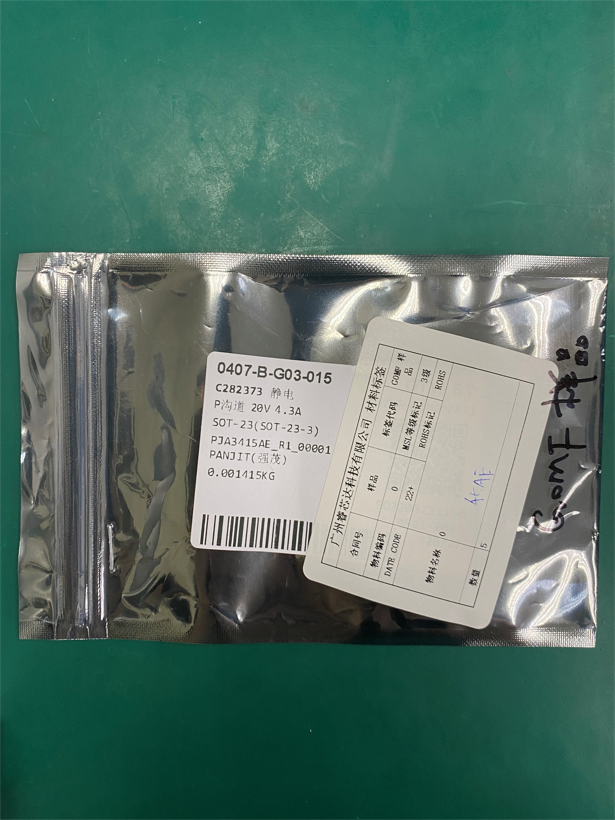 0407-B-G03-015
C282373 静电
P沟道 20V 4.3A
SOT-23(SOT-23-3)
PJA3415AE_R1_00001
PANJIT(强茂)
0.001415KG
广州睿芯达科技有限公司 材料标签
合同号 样品 标签代码 GOMF 样品
物料编码 0 MSL等级标记 3级
DATE CODE 22+ ROHS标记 ROHS
物料名称 0
数量 5
GOMF 样品